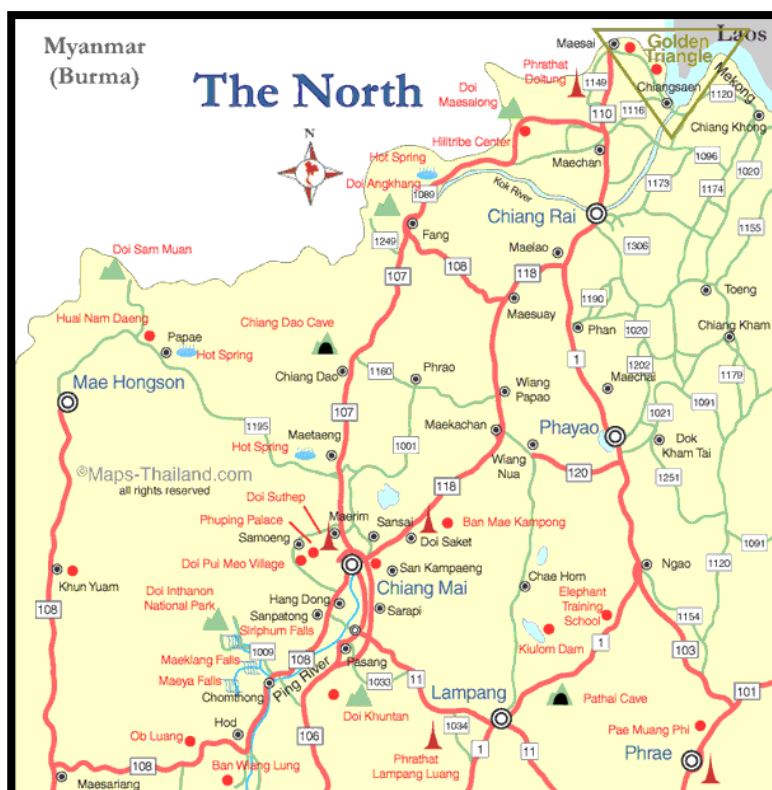 Myanmar
(Burma)
The North
Laos
Golden
Triangle
Maesai
Phrathat
Doitung
1149
Chiangsaen
Mekong
1120
Doi
Maesalong
110
1116
Chiang Khong
Hilltribe Center
N
Maechan
1096
1020
Hot Spring
1089
Kok River
1173
1174
Doi Angkhang
Chiang Rai
Fang
1155
1249
Maelao
1306
Doi Sam Muan
108
118
107
Toeng
1190
Maesuay
Huai Nam Daeng
Phan
1020
Chiang Kham
Papae
Hot Spring
Chiang Dao Cave
1
1202
1179
Chiang Dao
1160
Phrao
Maechai
Mae Hongson
Wiang
Papao
1091
107
1021
1195
Maekachan
Phayao
Maetaeng
1001
Dok
Kham Tai
Hot Spring
Wiang
Nua
©Maps-Thailand.com
all rights reserved
120
1251
118
Doi Suthep
Phuping Palace
Maerim
Sansai
Ban Mae Kampong
Samoeng
Doi Saket
1091
Doi Pui Meo Village
San Kampaeng
Ngao
1120
Khun Yuam
Chiang Mai
Chae Hom
Doi Inthanon
National Park
Hang Dong
Elephant
Training
School
108
Sanpatong
Sarapi
1154
Siriphum Falls
1
1009
Kiulom Dam
103
Maeklang Falls
108
Pasang
Maeya Falls
Ping River
1033
11
101
Chomthong
Lampang
Pathai Cave
Doi Khuntan
Hod
1034
Pae Muang Phi
Ob Luang
106
Phrae
108
Ban Wiang Lung
Phrathat
Lampang Luang
1
11
Maesariang